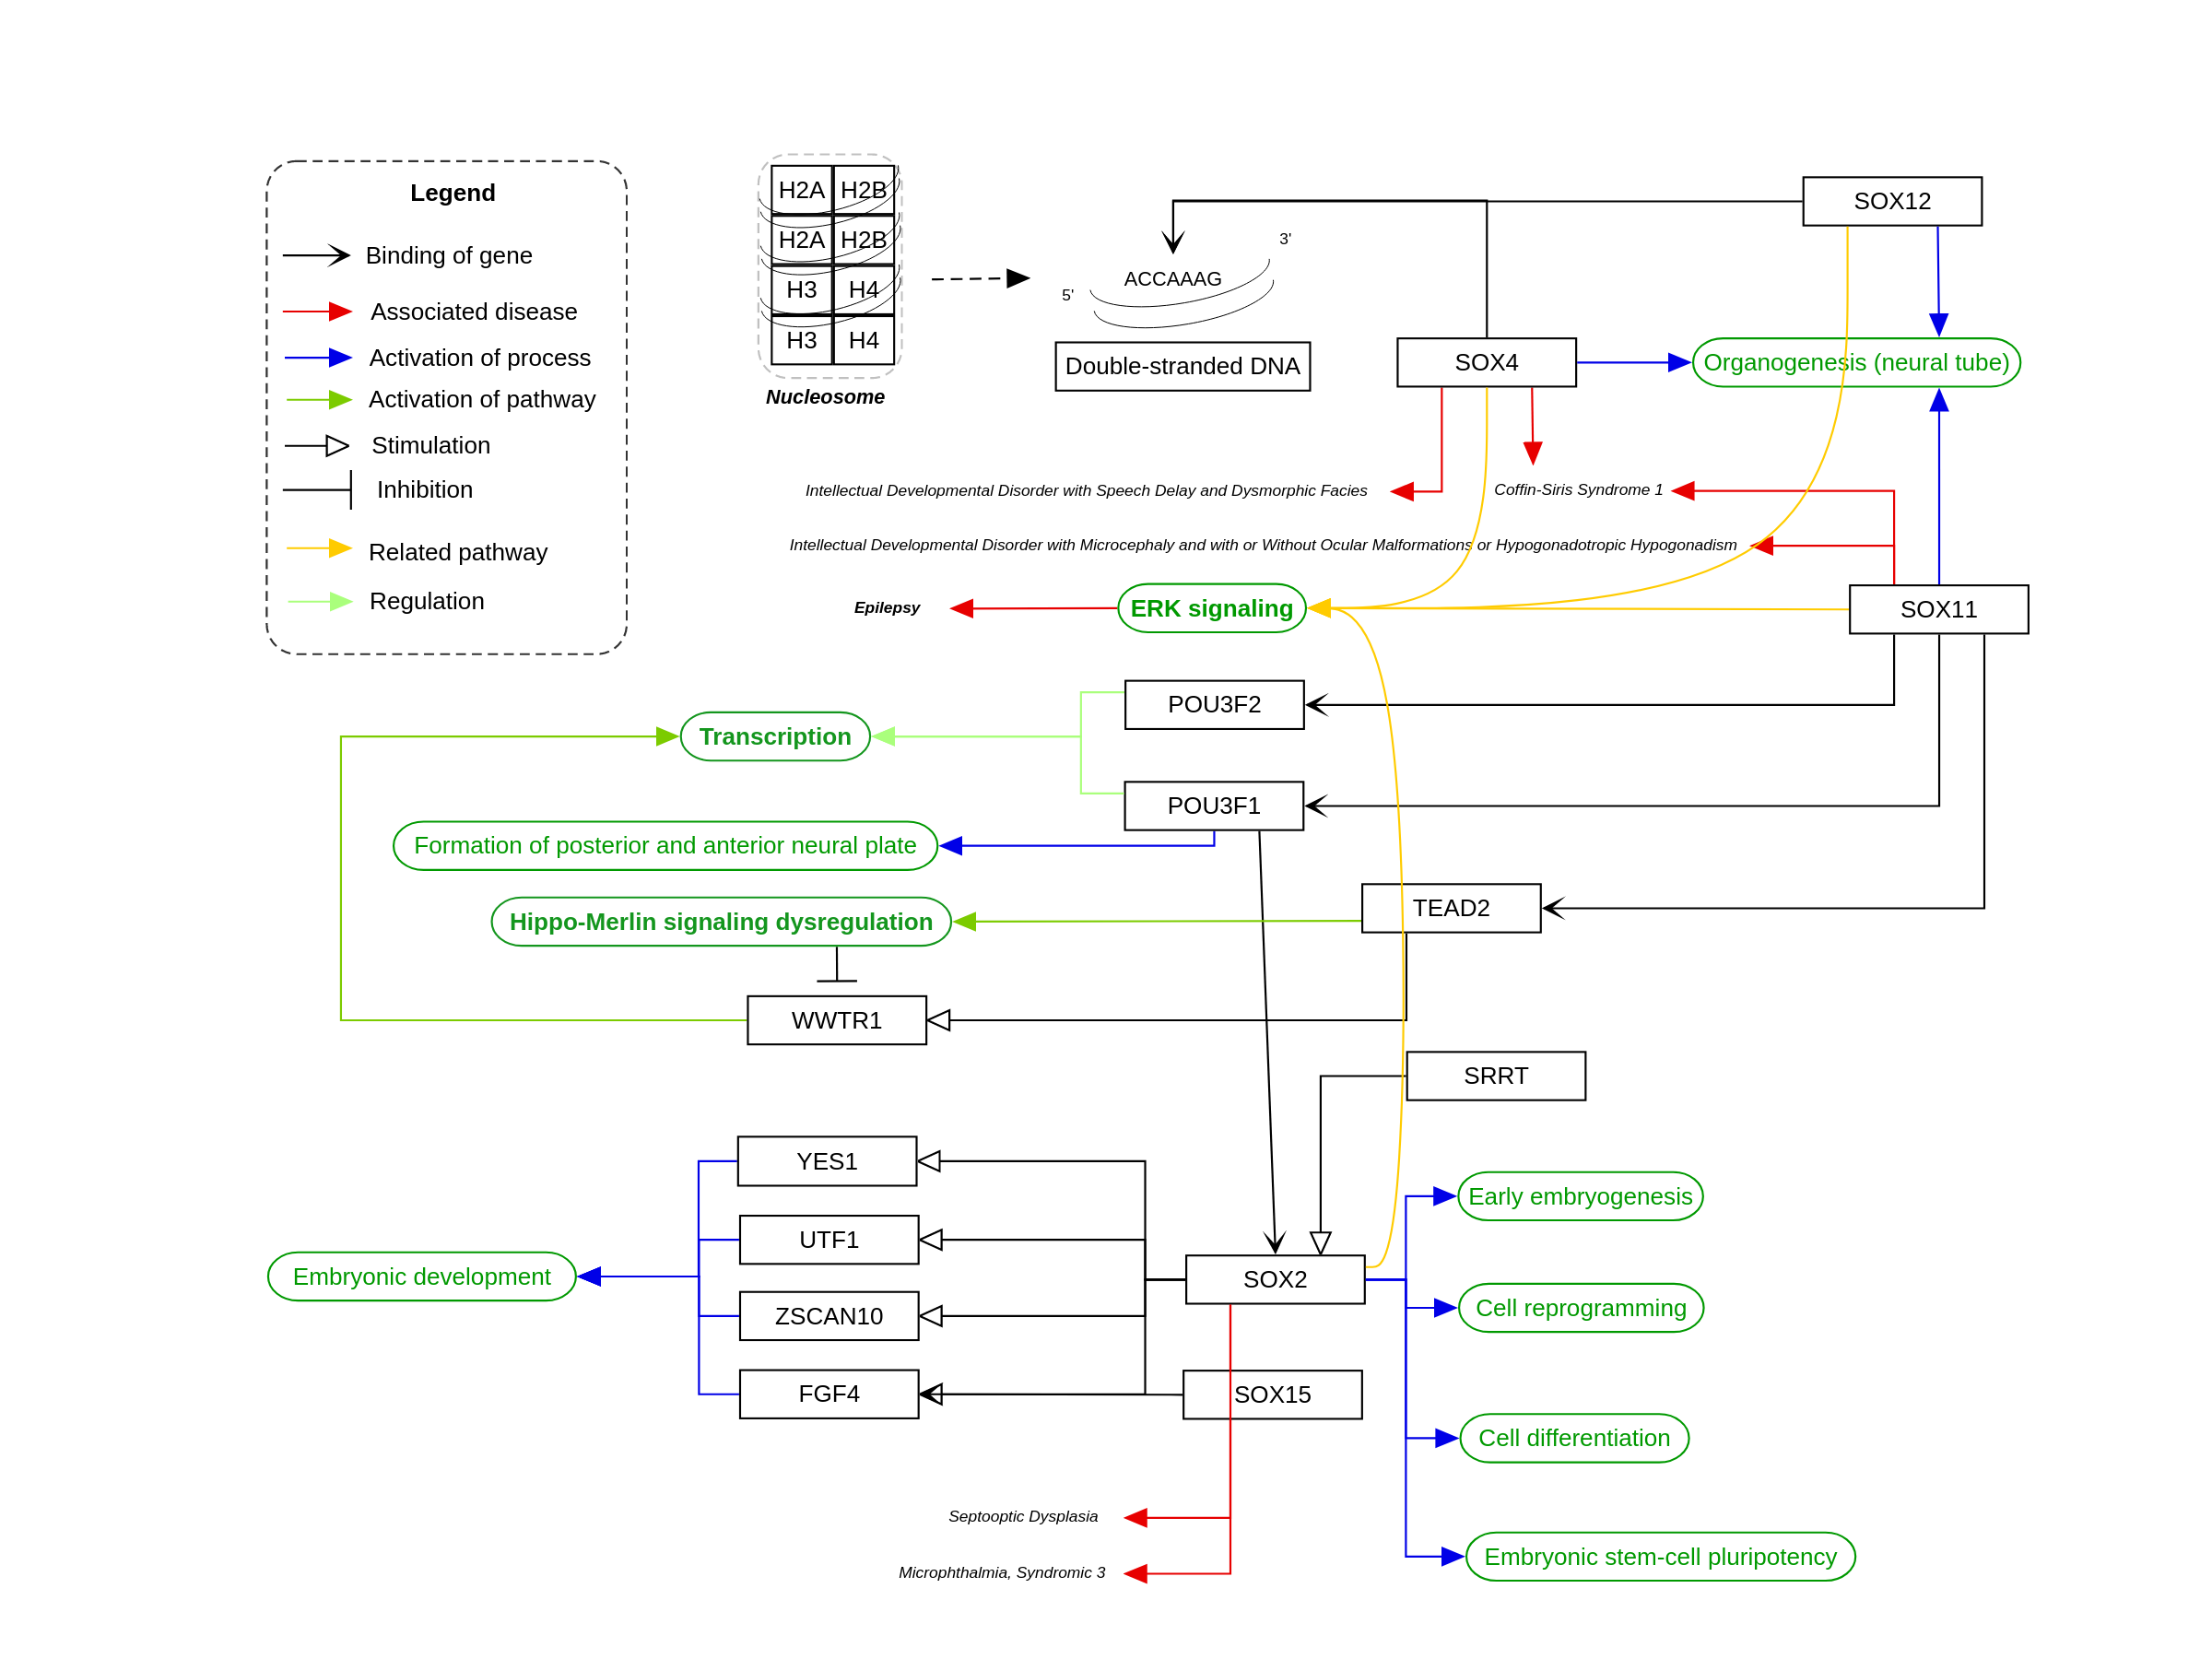 Legend
Binding of gene
Associated disease
Activation of process
Activation of pathway
Stimulation
Inhibition
Related pathway
Regulation
H2A H2B
H2A H2B
H3 H4
H3 H4
Nucleosome
3'
ACCAAAG
5'
Double-stranded DNA
SOX12
SOX4
Organogenesis (neural tube)
Intellectual Developmental Disorder with Speech Delay and Dysmorphic Facies
Coffin-Siris Syndrome 1
Intellectual Developmental Disorder with Microcephaly and with or Without Ocular Malformations or Hypogonadotropic Hypogonadism
Epilepsy
ERK signaling
SOX11
POU3F2
Transcription
POU3F1
Formation of posterior and anterior neural plate
TEAD2
Hippo-Merlin signaling dysregulation
WWTR1
SRRT
YES1
Early embryogenesis
UTF1
Embryonic development
SOX2
Cell reprogramming
ZSCAN10
FGF4
SOX15
Cell differentiation
Septooptic Dysplasia
Embryonic stem-cell pluripotency
Microphthalmia, Syndromic 3